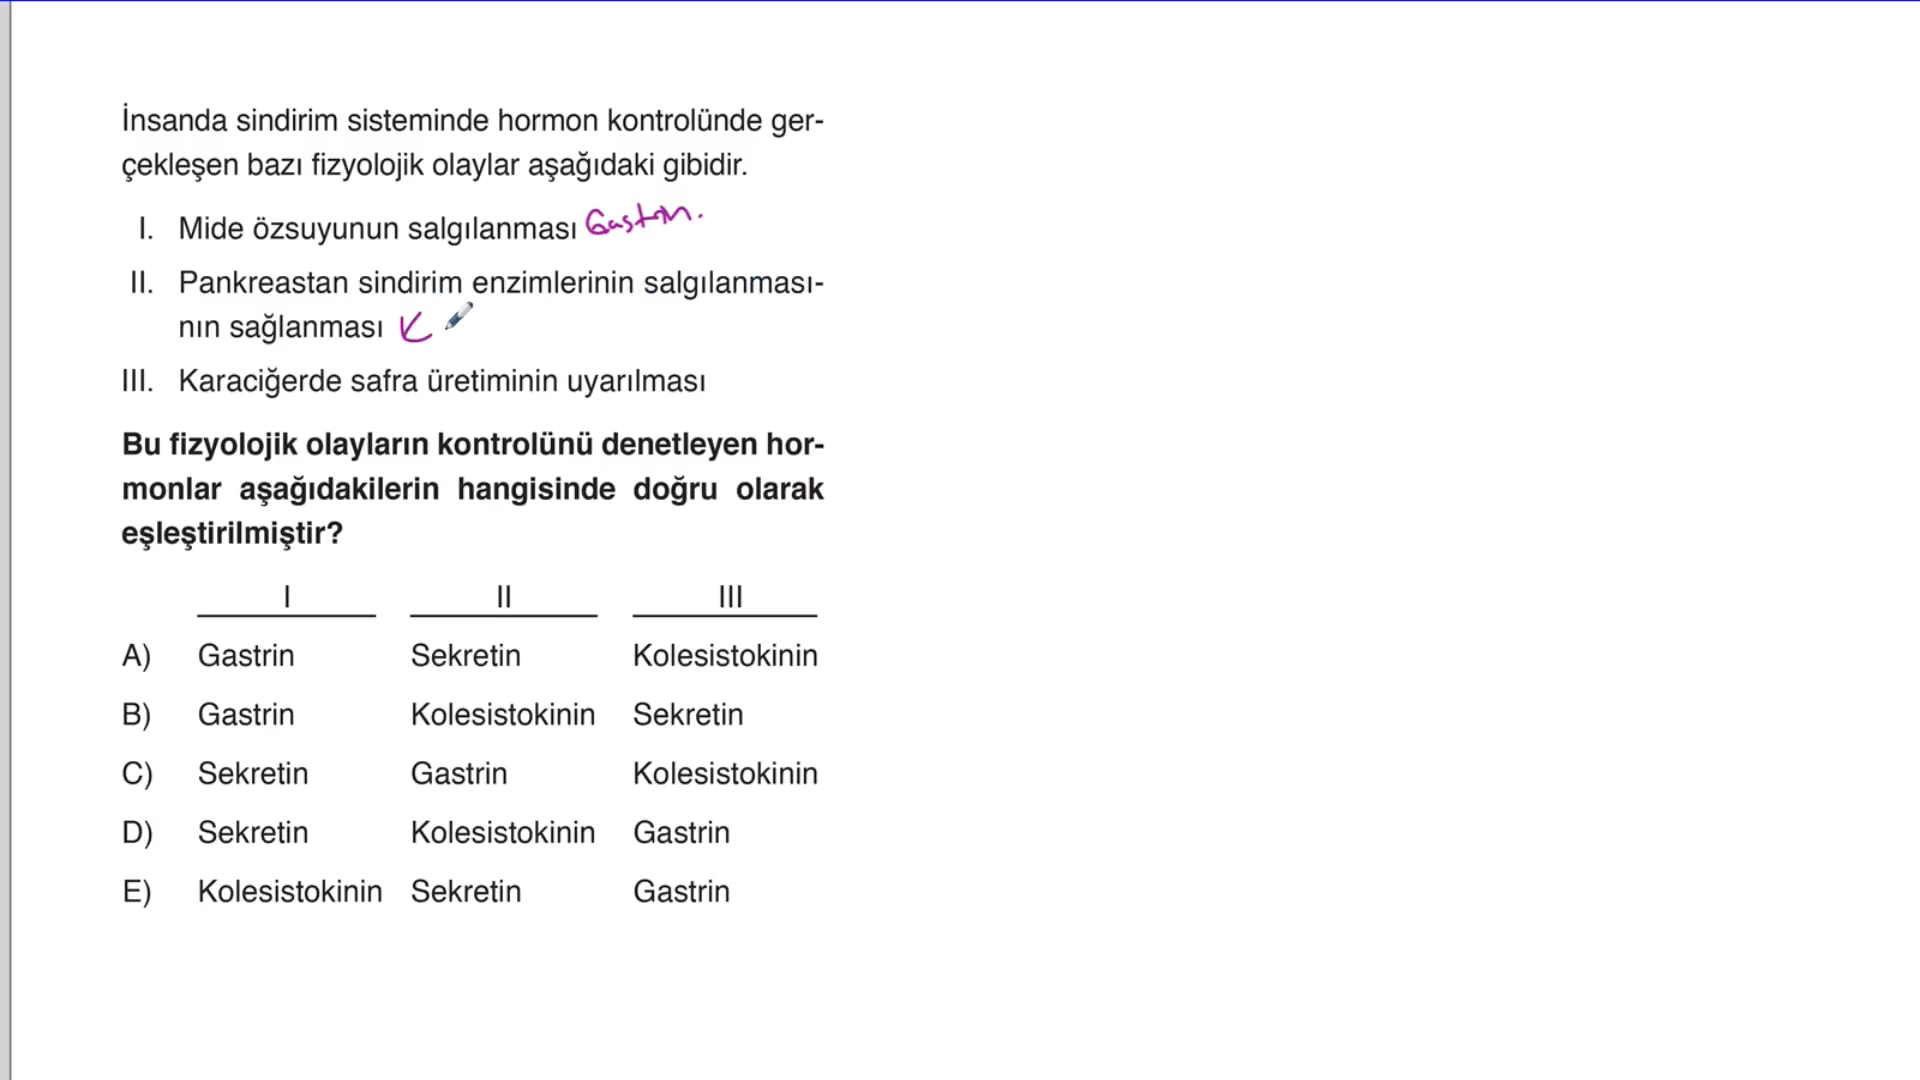 İnsanda sindirim sisteminde hormon kontrolünde ger-
çekleşen bazı fizyolojik olaylar aşağıdaki gibidir.
I. Mide özsuyunun salgılanması Gastrin.
II. Pankreastan sindirim enzimlerinin salgılanması-
nın sağlanması K
III. Karaciğerde safra üretiminin uyarılması
Bu fizyolojik olayların kontrolünü denetleyen hor-
monlar aşağıdakilerin hangisinde doğru olarak
eşleştirilmiştir?
I II III
A) Gastrin Sekretin Kolesistokinin
B) Gastrin Kolesistokinin Sekretin
C) Sekretin Gastrin Kolesistokinin
D) Sekretin Kolesistokinin Gastrin
E) Kolesistokinin Sekretin Gastrin